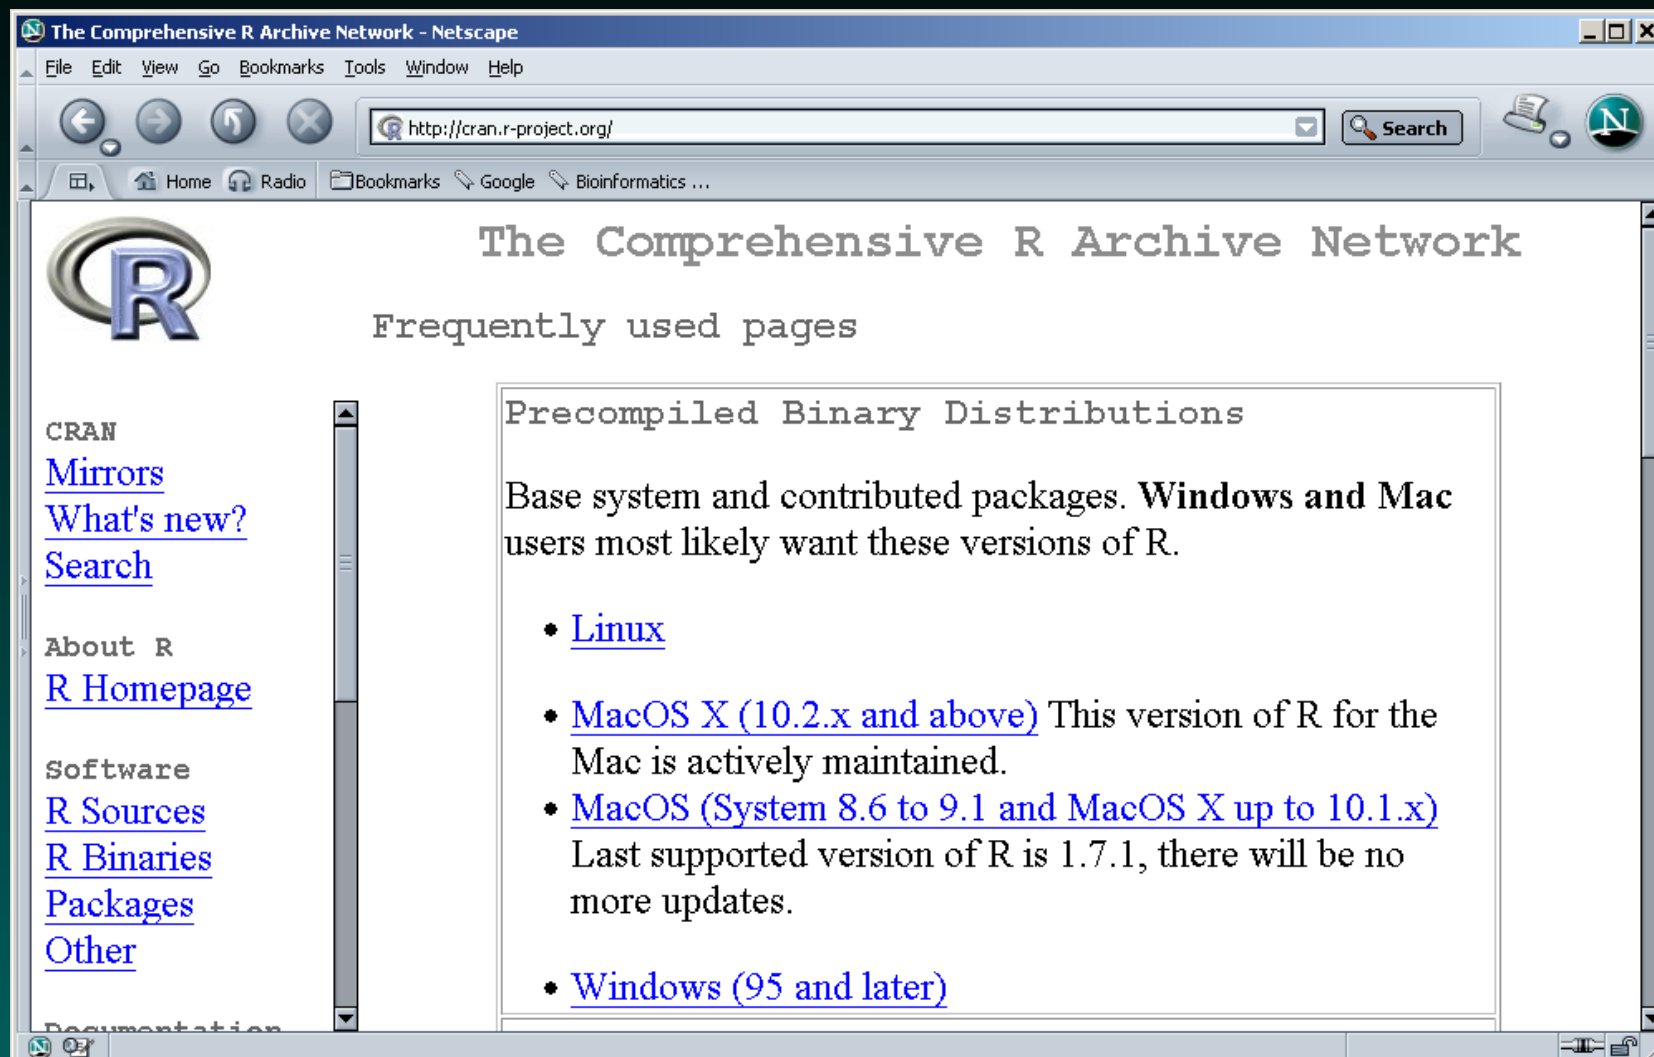 The Comprehensive R Archive Network - Netscape
File Edit View Go Bookmarks Tools Window Help
http://cran.r-project.org/
Search
N
Home Radio Bookmarks Google Bioinformatics ...
R
The Comprehensive R Archive Network
Frequently used pages
CRAN
Mirrors
What's new?
Search
About R
R Homepage
Software
R Sources
R Binaries
Packages
Other
Documentation
Precompiled Binary Distributions
Base system and contributed packages. Windows and Mac
users most likely want these versions of R.
• Linux
• MacOS X (10.2.x and above) This version of R for the
Mac is actively maintained.
• MacOS (System 8.6 to 9.1 and MacOS X up to 10.1.x)
Last supported version of R is 1.7.1, there will be no
more updates.
• Windows (95 and later)